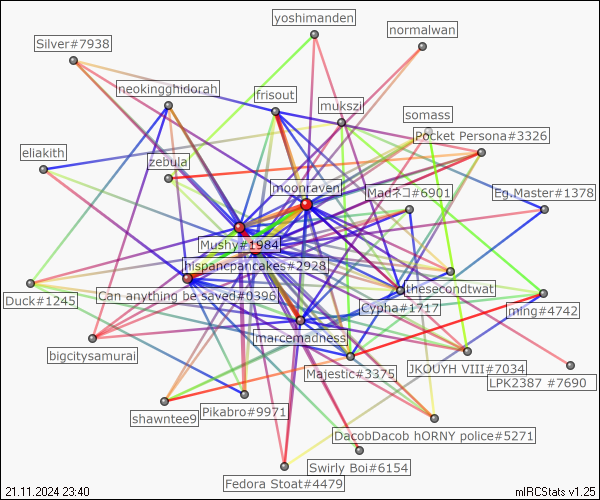 yoshimanden
normalwan
Silver#7938
neokingghidorah
frisout
mukszi
somass
Pocket Persona#3326
eliakith
zebula
moonraven
Madネコ#6901
Eg.Master#1378
Mushy#1984
hispancpancakes#2928
thesecondtwat
Can anything be saved#0396
Duck#1245
Cypha#1717
ming#4742
marcemadness
bigcitysamurai
Majestic#3375
JKOUYH VIII#7034
LPK2387 #7690
shawntee9
Pikabro#9971
DacobDacob hORNY police#5271
Swirly Boi#6154
Fedora Stoat#4479
21.11.2024 23:40
mIRCStats v1.25